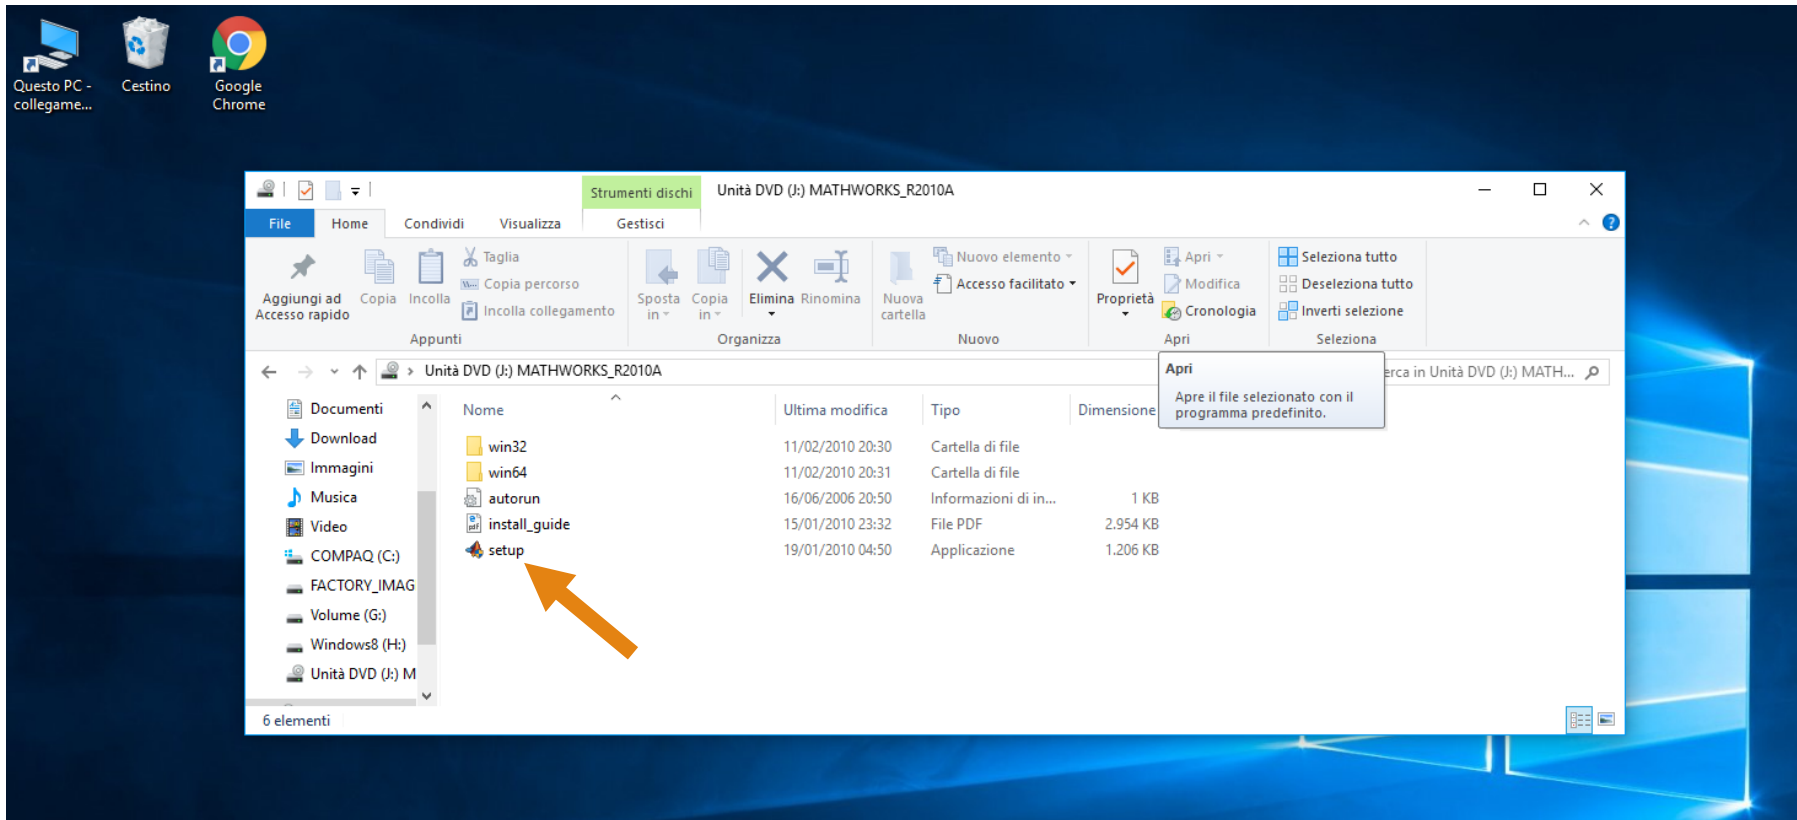 Questo PC -
collegame...
Cestino
Google
Chrome
Strumenti dischi
Unità DVD (J:) MATHWORKS_R2010A
File
Home
Condividi
Visualizza
Gestisci
Aggiungi ad
Accesso rapido
Copia
Incolla
Taglia
Copia percorso
Incolla collegamento
Appunti
Sposta
in
Copia
in
Elimina
Rinomina
Organizza
Nuova
cartella
Nuovo elemento
Accesso facilitato
Nuovo
Proprietà
Apri
Modifica
Cronologia
Apri
Seleziona tutto
Deseleziona tutto
Inverti selezione
Seleziona
Unità DVD (J:) MATHWORKS_R2010A
erca in Unità DVD (J:) MATH...
Apri
Apre il file selezionato con il
programma predefinito.
Documenti
Download
Immagini
Musica
Video
COMPAQ (C:)
FACTORY_IMAG
Volume (G:)
Windows8 (H:)
Unità DVD (J:) M
Nome
Ultima modifica
Tipo
Dimensione
win32
11/02/2010 20:30
Cartella di file
win64
11/02/2010 20:31
Cartella di file
autorun
16/06/2006 20:50
Informazioni di in...
1 KB
install_guide
15/01/2010 23:32
File PDF
2.954 KB
setup
19/01/2010 04:50
Applicazione
1.206 KB
6 elementi